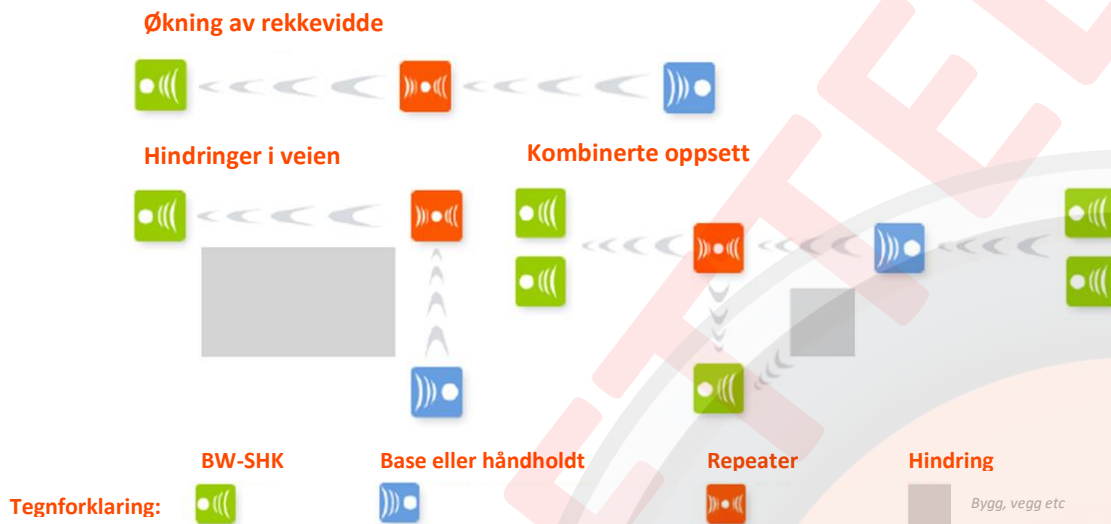 Økning av rekkevidde
Hindringer i veien
Kombinerte oppsett
BW-SHK
Base eller håndholdt
Repeater
Hindring
Tegnforklaring:
Bygg, vegg etc